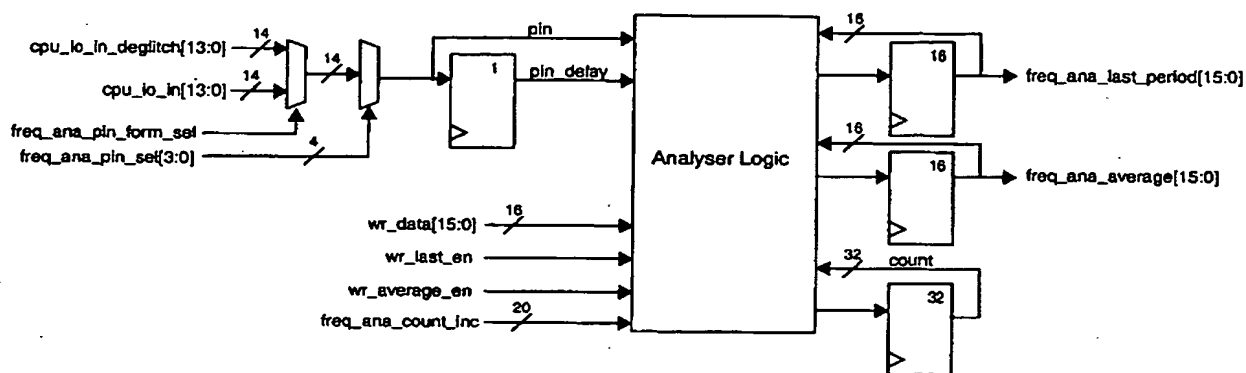 cpu_io_in_deglitch[13:0]
14
cpu_io_in[13:0]
14
14
freq_ana_pin_form_sel
freq_ana_pin_sel[3:0]
4
1
pin
pin_delay
wr_data[15:0]
16
wr_last_en
wr_average_en
freq_ana_count_inc
20
Analyser Logic
16
16
freq_ana_last_period[15:0]
16
16
freq_ana_average[15:0]
32
count
32